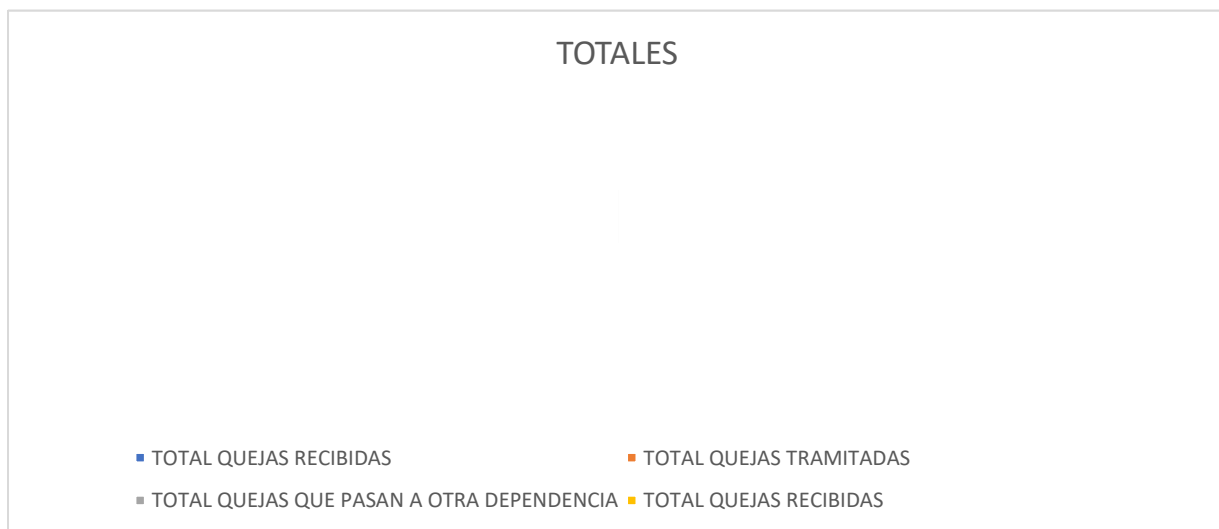 TOTALES
TOTAL QUEJAS RECIBIDAS
TOTAL QUEJAS TRAMITADAS
TOTAL QUEJAS QUE PASAN A OTRA DEPENDENCIA
TOTAL QUEJAS RECIBIDAS